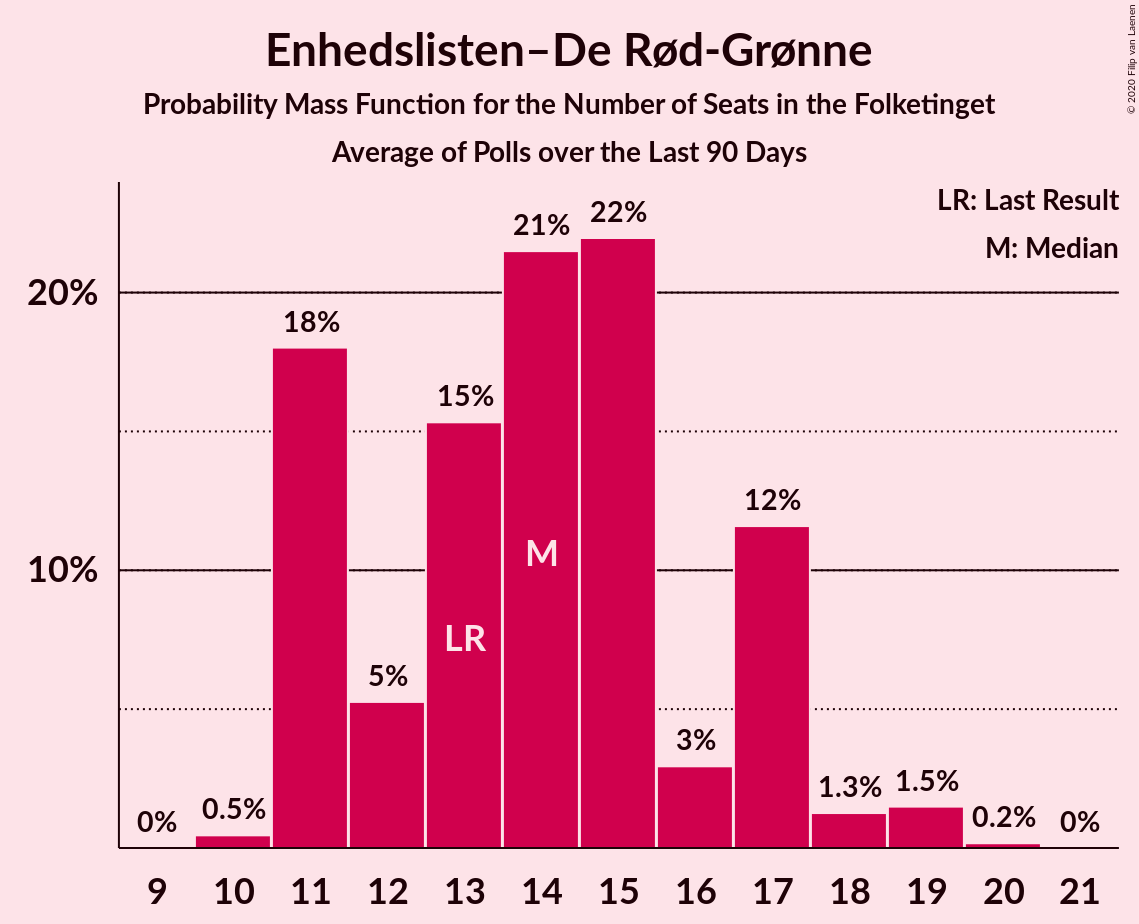 Enhedslisten–De Rød-Grønne
Probability Mass Function for the Number of Seats in the Folketinget
Average of Polls over the Last 90 Days
© 2020 Filip van Laenen
LR: Last Result
M: Median
20%
10%
0%
0.5%
18%
5%
15%
21%
22%
3%
12%
1.3%
1.5%
0.2%
0%
LR
M
9 10 11 12 13 14 15 16 17 18 19 20 21